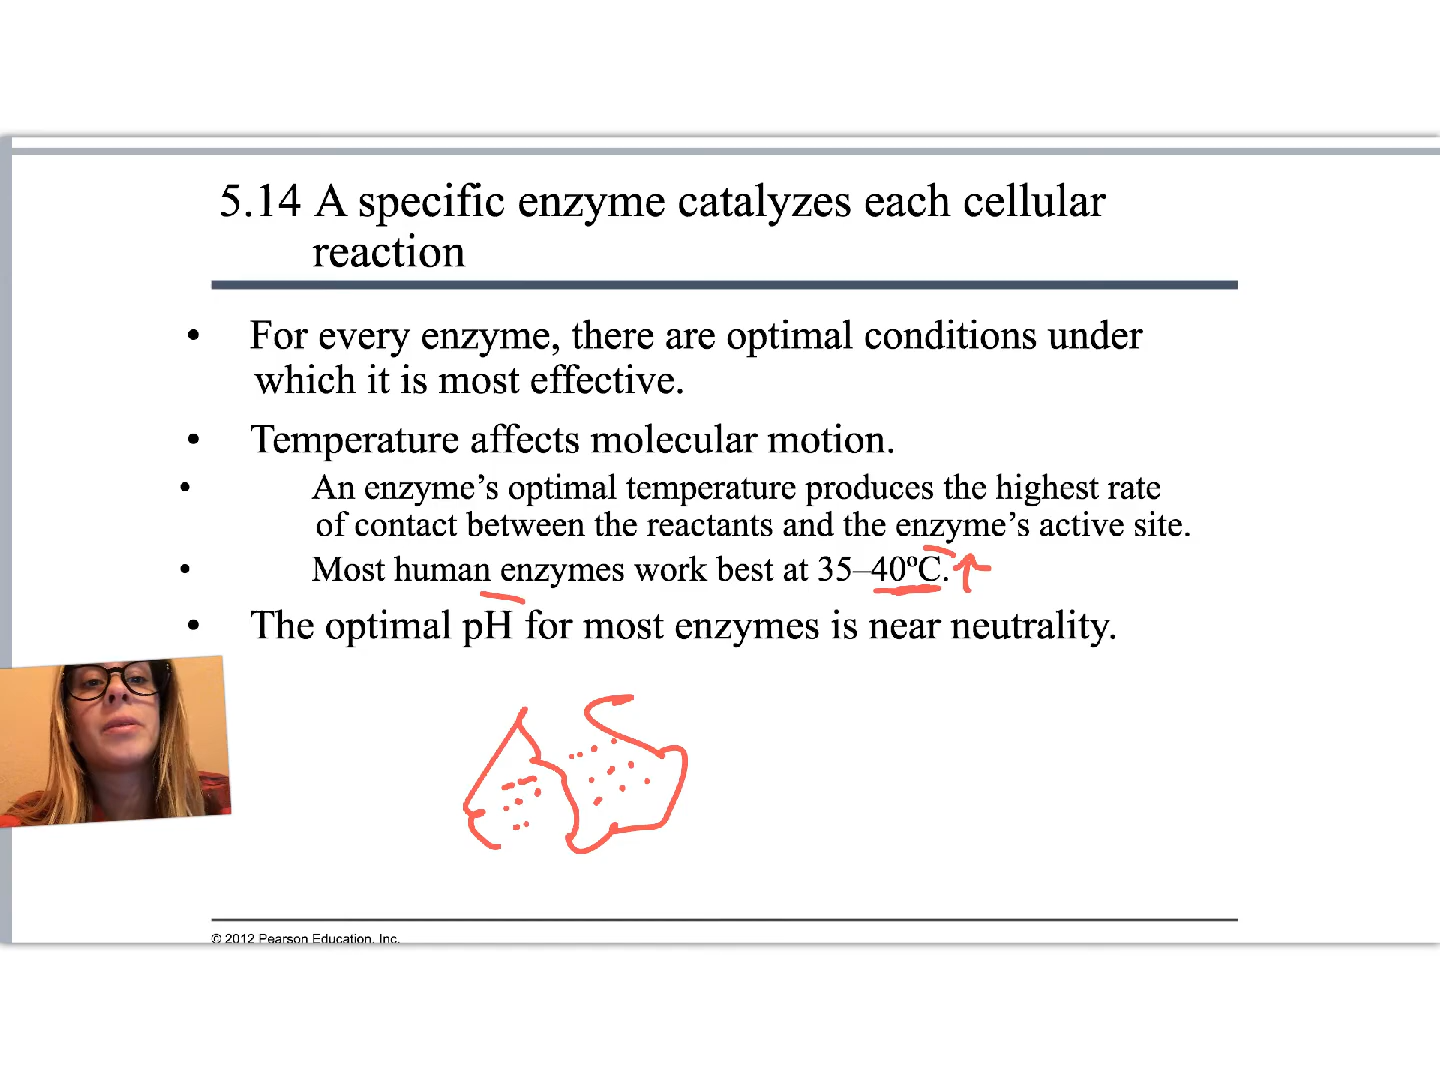 5.14 A specific enzyme catalyzes each cellular
reaction
• For every enzyme, there are optimal conditions under
which it is most effective.
• Temperature affects molecular motion.
• An enzyme’s optimal temperature produces the highest rate
of contact between the reactants and the enzyme’s active site.
• Most human enzymes work best at 35–40ºC.
• The optimal pH for most enzymes is near neutrality.
© 2012 Pearson Education, Inc.